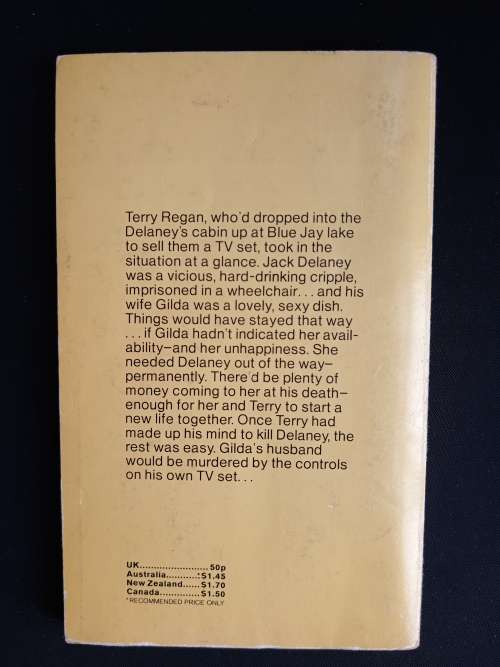 Terry Regan, who'd dropped into the
Delaney's cabin up at Blue Jay lake
to sell them a TV set, took in the
situation at a glance. Jack Delaney
was a vicious, hard-drinking cripple,
imprisoned in a wheelchair... and his
wife Gilda was a lovely, sexy dish.
Things would have stayed that way
...if Gilda hadn't indicated her avail-
ability—and her unhappiness. She
needed Delaney out of the way—
permanently. There'd be plenty of
money coming to her at his death—
enough for her and Terry to start a
new life together. Once Terry had
made up his mind to kill Delaney, the
rest was easy. Gilda's husband
would be murdered by the controls
on his own TV set...
UK....................... 50p
Australia...........*$1.45
New Zealand......$1.70
Canada..............$1.50
*RECOMMENDED PRICE ONLY